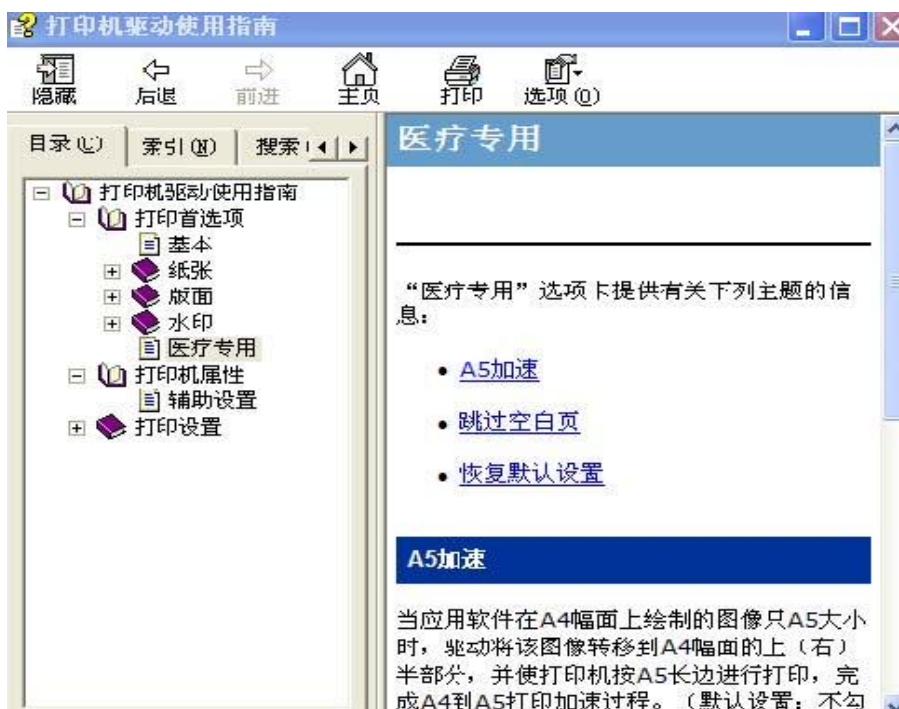 打印机驱动使用指南
隐藏 后退 前进 主页 打印 选项(O)
目录(C) 索引(N) 搜索
打印机驱动使用指南
打印首选项
基本
纸张
版面
水印
医疗专用
打印机属性
辅助设置
打印设置
医疗专用
“医疗专用”选项卡提供有关下列主题的信
息：
• A5加速
• 跳过空白页
• 恢复默认设置
A5加速
当应用软件在A4幅面上绘制的图像只A5大小
时，驱动将该图像转移到A4幅面的上（右）
半部分，并使打印机按A5长边进行打印，完
成A4到A5打印加速过程。（默认设置：不勾